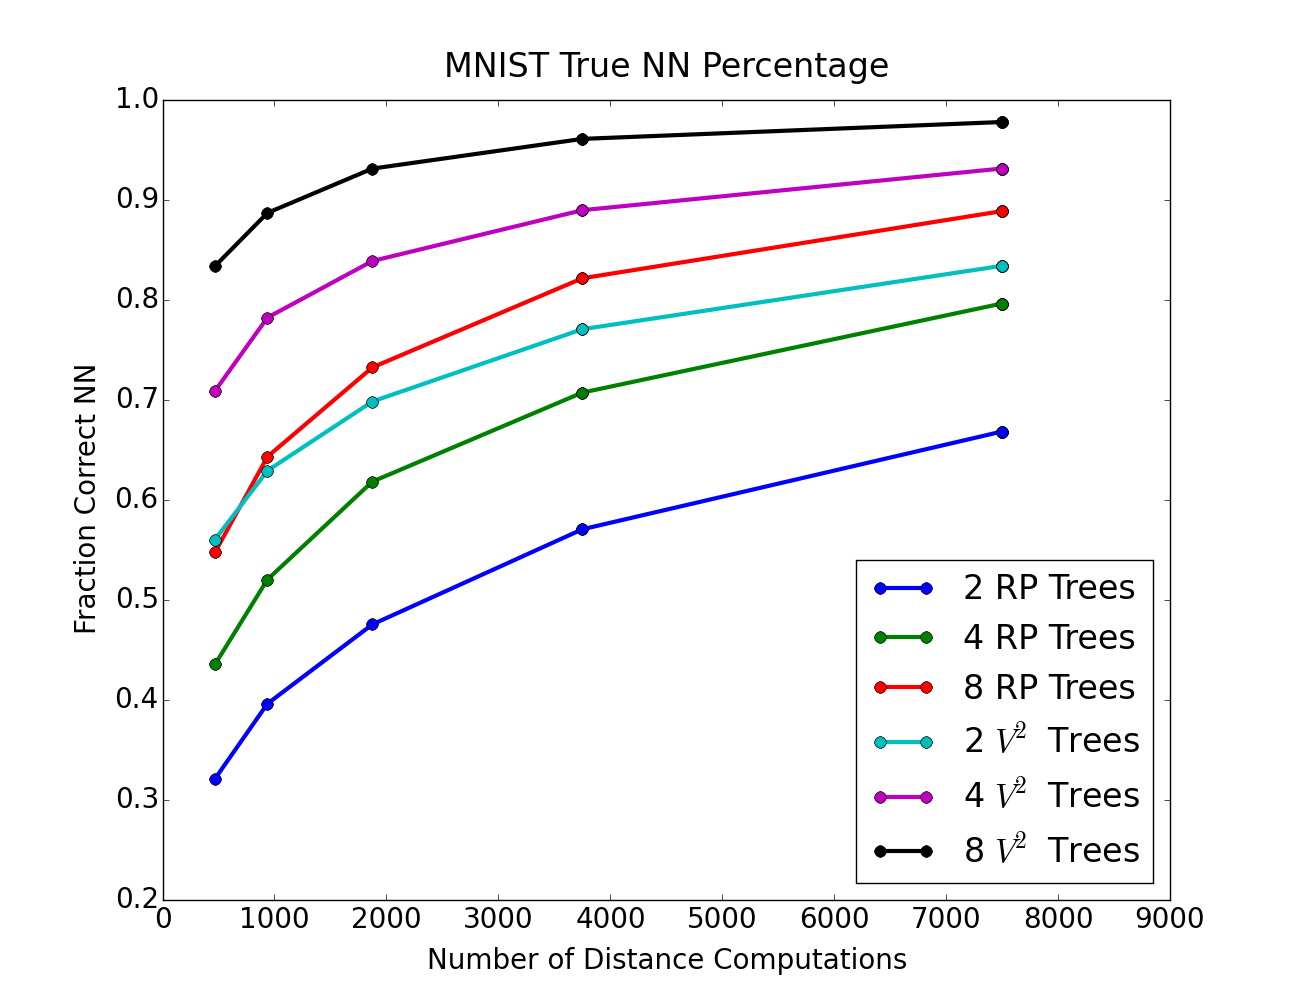 MNIST True NN Percentage
1.0
0.9
0.8
0.7
0.6
0.5
0.4
0.3
0.2
Fraction Correct NN
2 RP Trees
4 RP Trees
8 RP Trees
2 V² Trees
4 V² Trees
8 V² Trees
0 1000 2000 3000 4000 5000 6000 7000 8000 9000
Number of Distance Computations